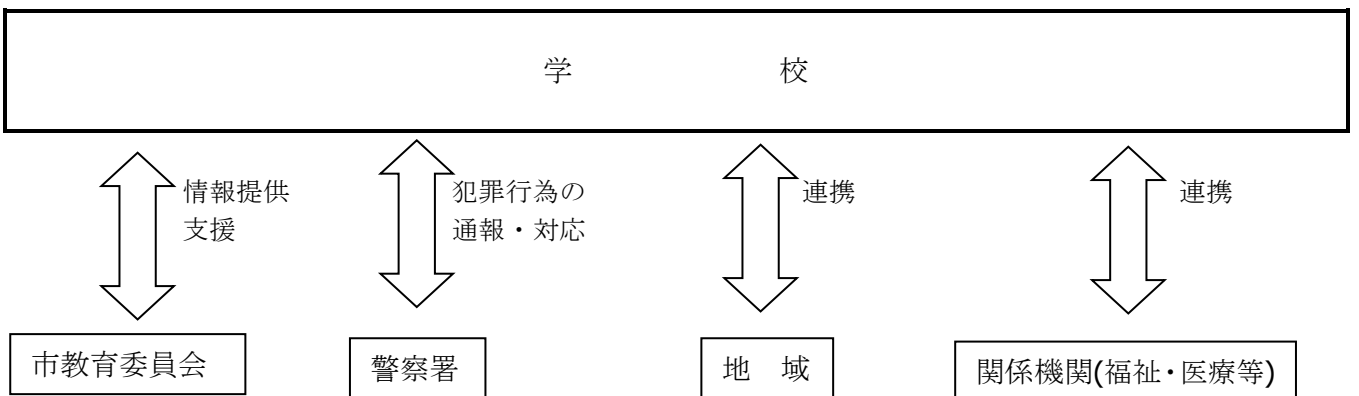 学　校
情報提供
支援
犯罪行為の
通報・対応
連携
連携
市教育委員会
警察署
地　域
関係機関(福祉・医療等)